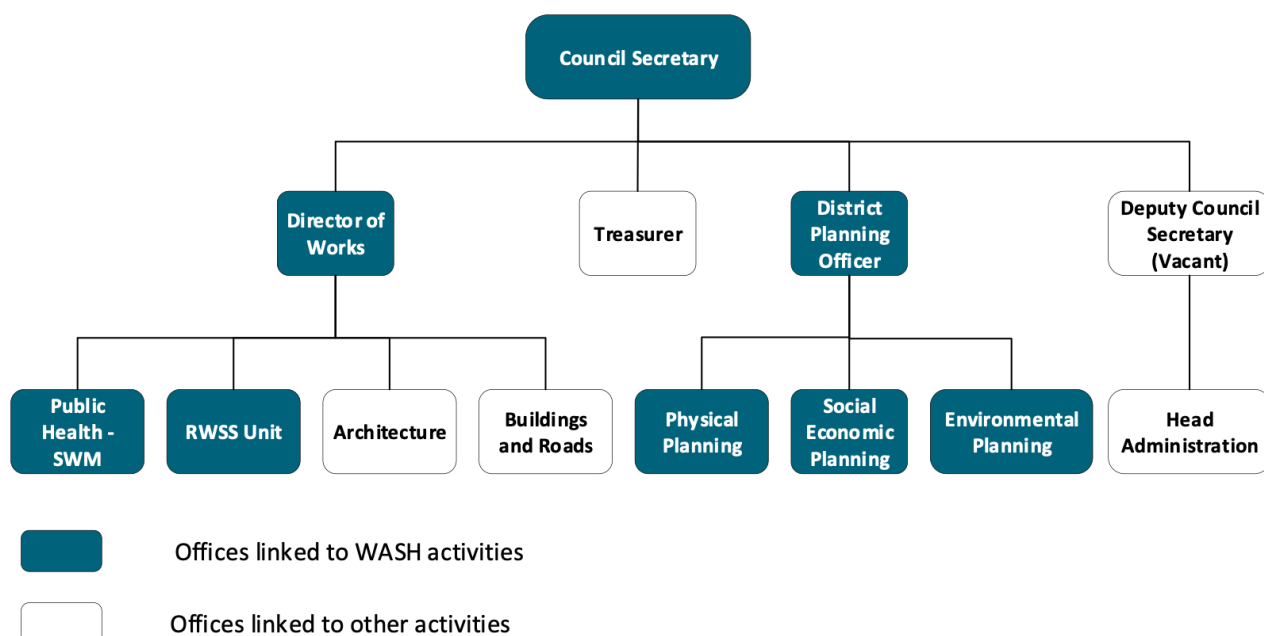 Council Secretary
Director of
Works
Treasurer
District
Planning
Officer
Deputy Council
Secretary
(Vacant)
Public
Health -
SWM
RWSS Unit
Architecture
Buildings
and Roads
Physical
Planning
Social
Economic
Planning
Environmental
Planning
Head
Administration
Offices linked to WASH activities
Offices linked to other activities